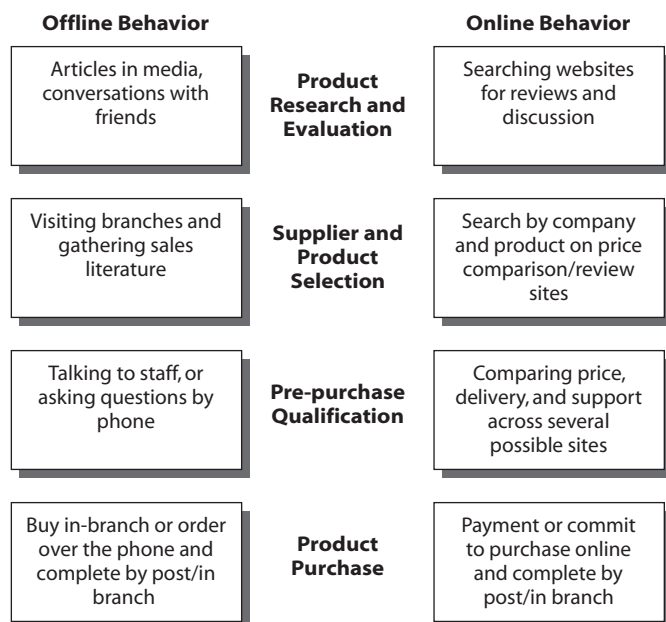 Offline Behavior
Online Behavior
Articles in media,
conversations with
friends
Product
Research and
Evaluation
Searching websites
for reviews and
discussion
Visiting branches and
gathering sales
literature
Supplier and
Product
Selection
Search by company
and product on price
comparison/review
sites
Talking to staff, or
asking questions by
phone
Pre-purchase
Qualification
Comparing price,
delivery, and support
across several
possible sites
Buy in-branch or order
over the phone and
complete by post/in
branch
Product
Purchase
Payment or commit
to purchase online
and complete by
post/in branch